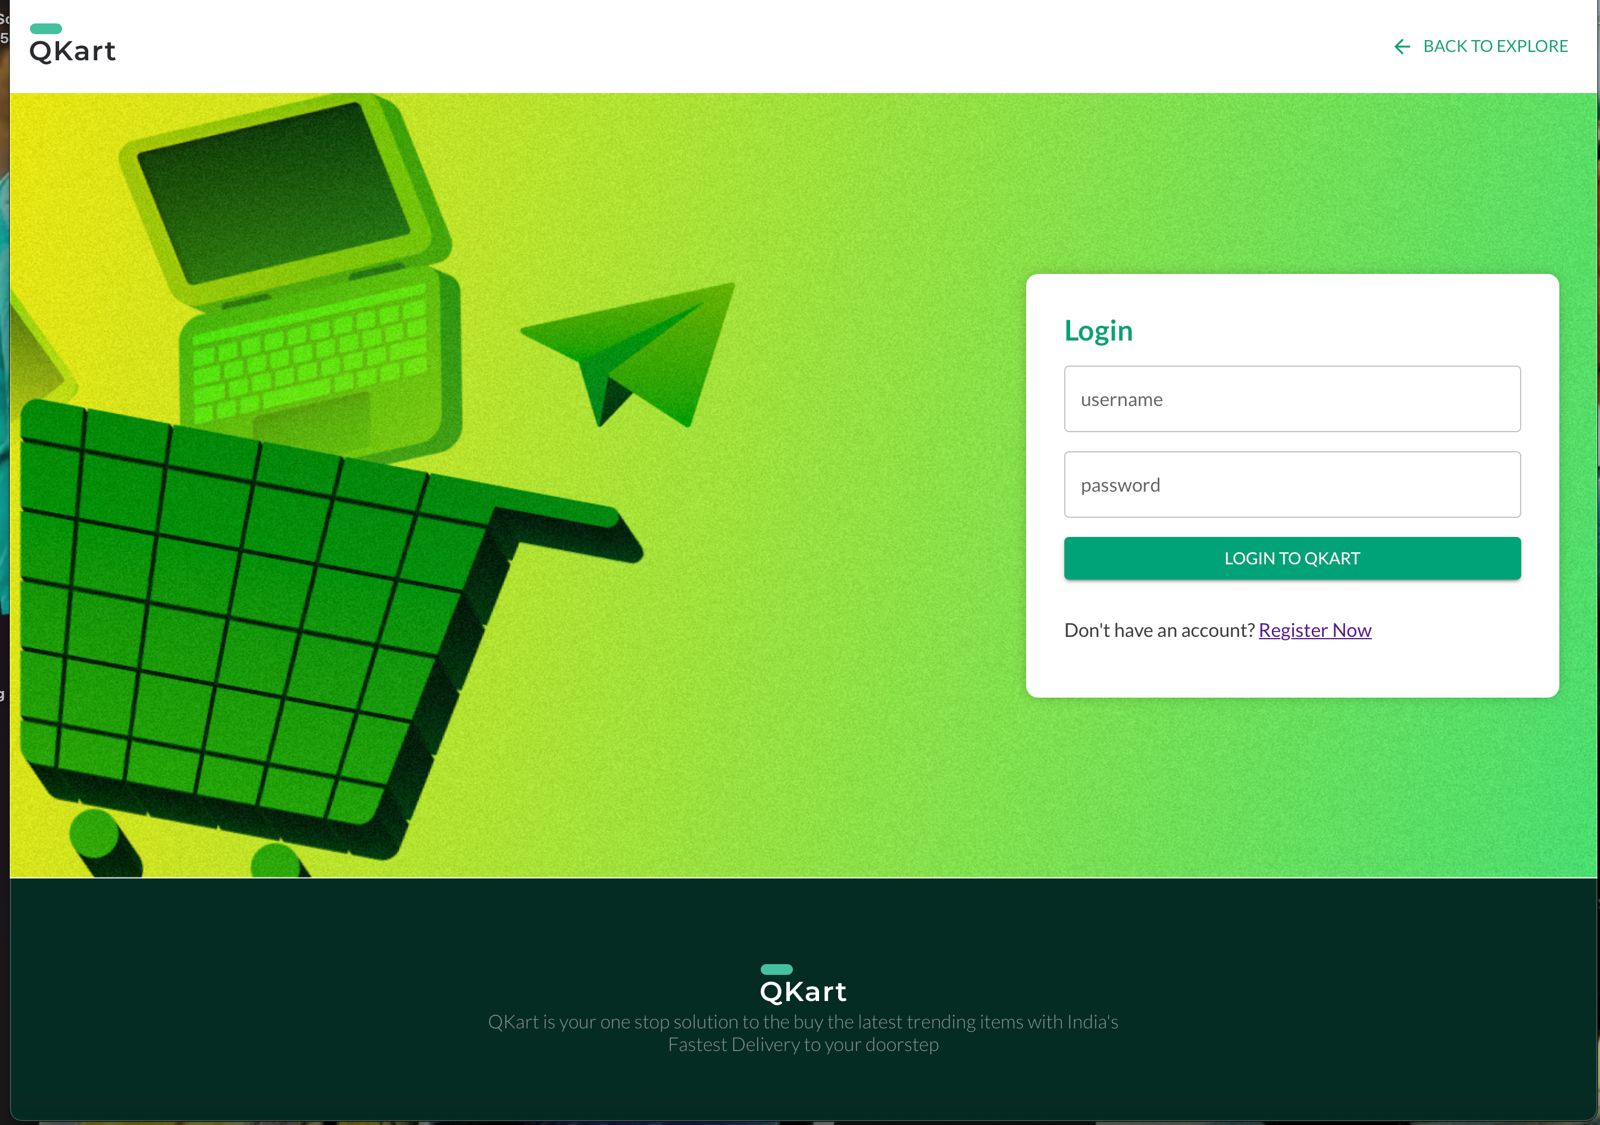 QKart
BACK TO EXPLORE
Login
username
password
LOGIN TO QKART
Don't have an account? Register Now
QKart
QKart is your one stop solution to the buy the latest trending items with India's
Fastest Delivery to your doorstep